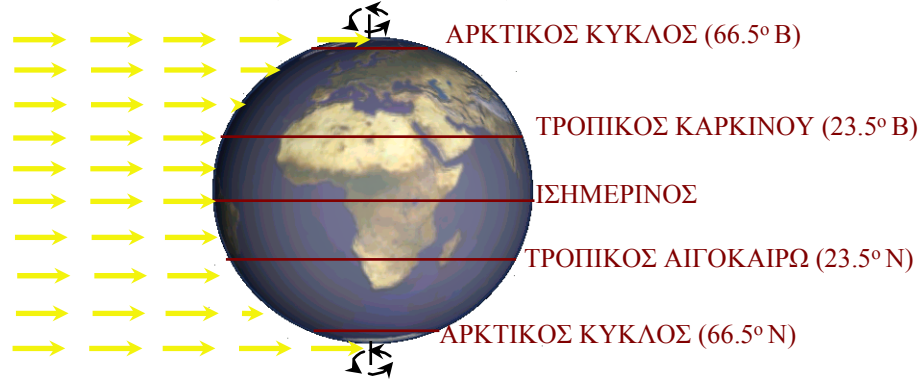 ΑΡΚΤΙΚΟΣ ΚΥΚΛΟΣ (66.5ο Β)
ΤΡΟΠΙΚΟΣ ΚΑΡΚΙΝΟΥ (23.5ο Β)
ΙΣΗΜΕΡΙΝΟΣ
ΤΡΟΠΙΚΟΣ ΑΙΓΟΚΑΙΡΩ (23.5ο Ν)
ΑΡΚΤΙΚΟΣ ΚΥΚΛΟΣ (66.5ο Ν)